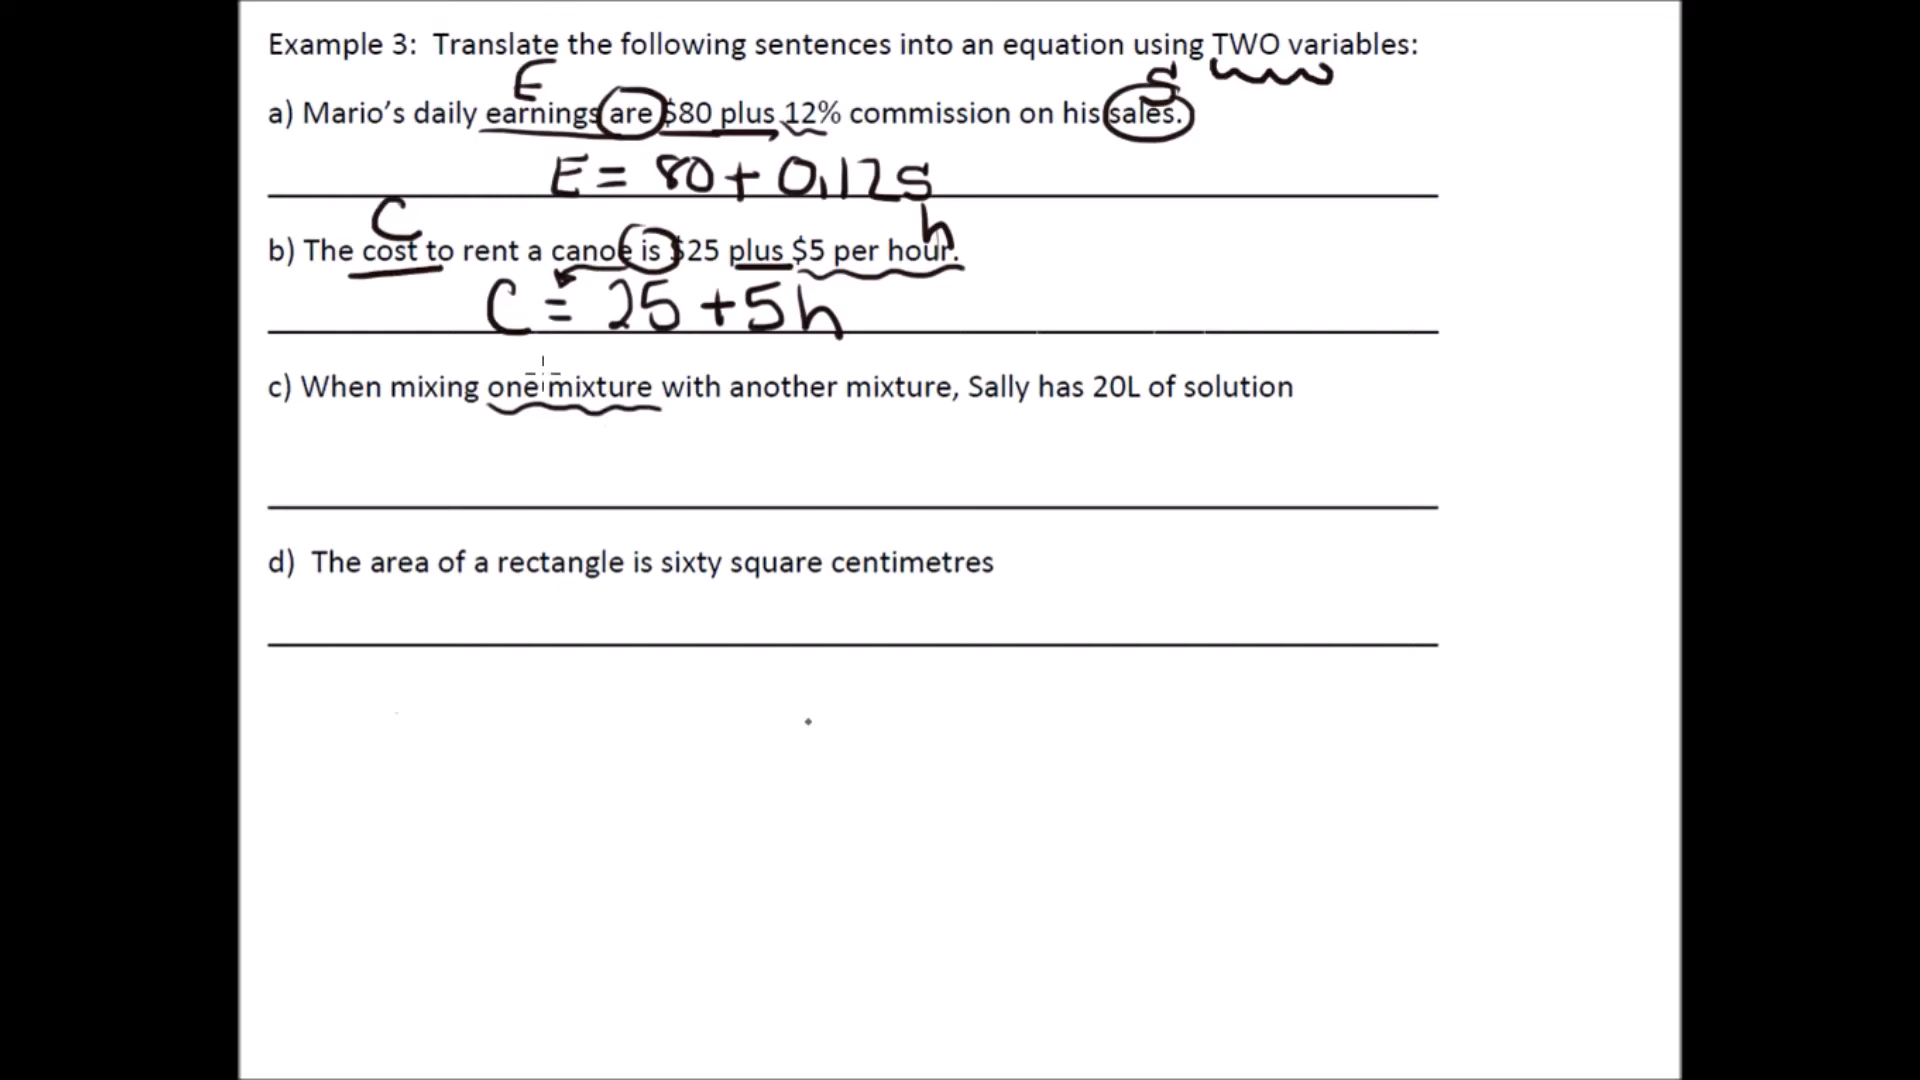 Example 3: Translate the following sentences into an equation using TWO variables:
E S
a) Mario's daily earnings are $80 plus 12% commission on his sales.
E = 80 + 0.12s
C h
b) The cost to rent a canoe is $25 plus $5 per hour.
C = 25 + 5h
c) When mixing one mixture with another mixture, Sally has 20L of solution
d) The area of a rectangle is sixty square centimetres